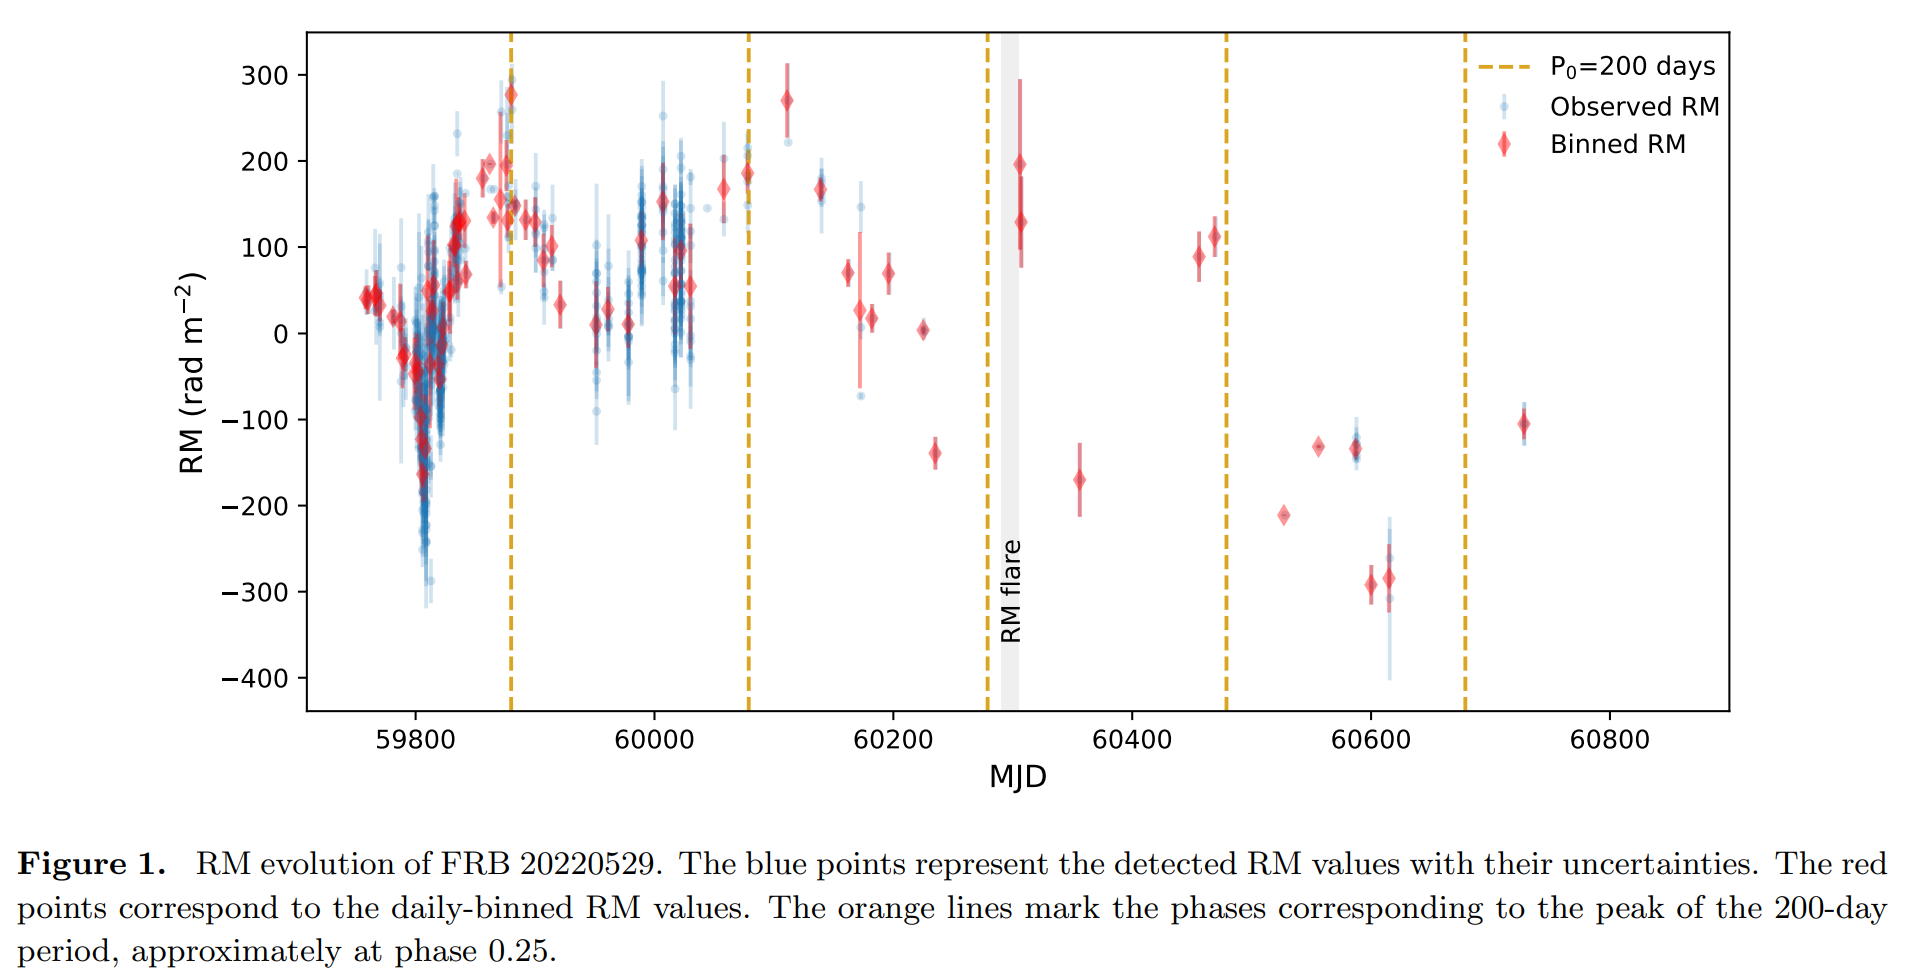 300
200
100
0
−100
−200
−300
−400
RM (rad m−2)
59800
60000
60200
60400
60600
60800
MJD
RM flare
P0=200 days
Observed RM
Binned RM
Figure 1. RM evolution of FRB 20220529. The blue points represent the detected RM values with their uncertainties. The red
points correspond to the daily-binned RM values. The orange lines mark the phases corresponding to the peak of the 200-day
period, approximately at phase 0.25.